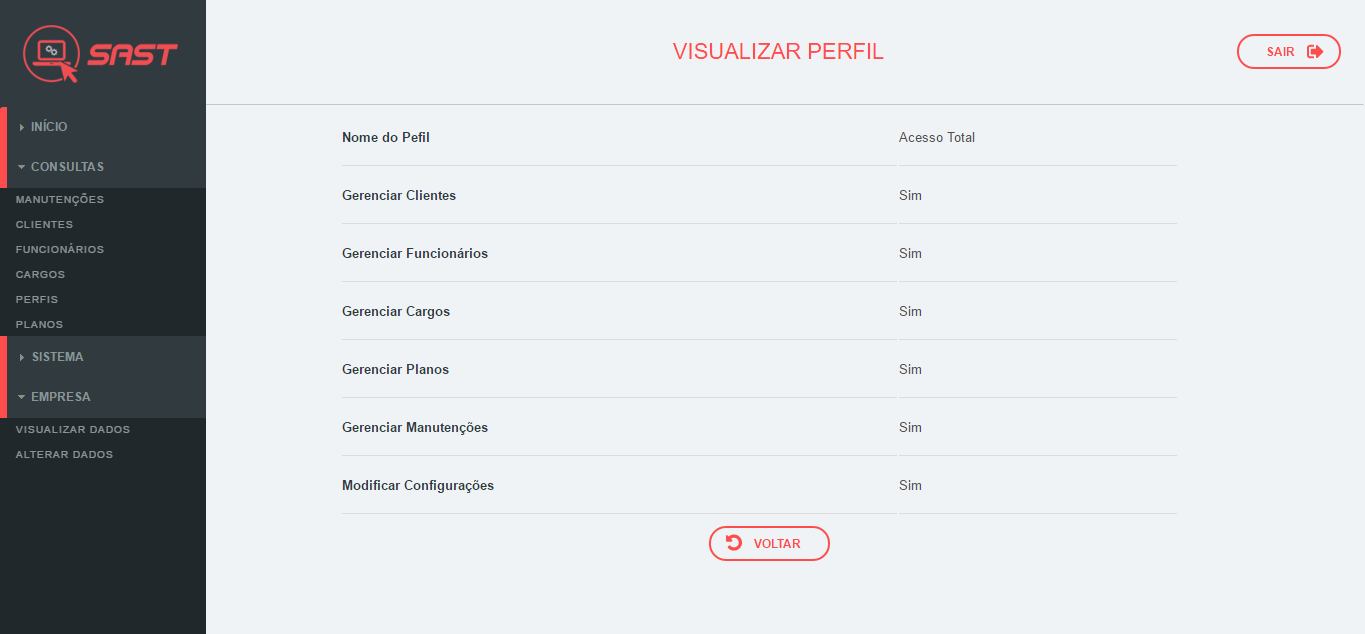 SAST
VISUALIZAR PERFIL
SAIR
INÍCIO
CONSULTAS
MANUTENÇÕES
CLIENTES
FUNCIONÁRIOS
CARGOS
PERFIS
PLANOS
SISTEMA
EMPRESA
VISUALIZAR DADOS
ALTERAR DADOS
Nome do Pefil Acesso Total
Gerenciar Clientes Sim
Gerenciar Funcionários Sim
Gerenciar Cargos Sim
Gerenciar Planos Sim
Gerenciar Manutenções Sim
Modificar Configurações Sim
VOLTAR